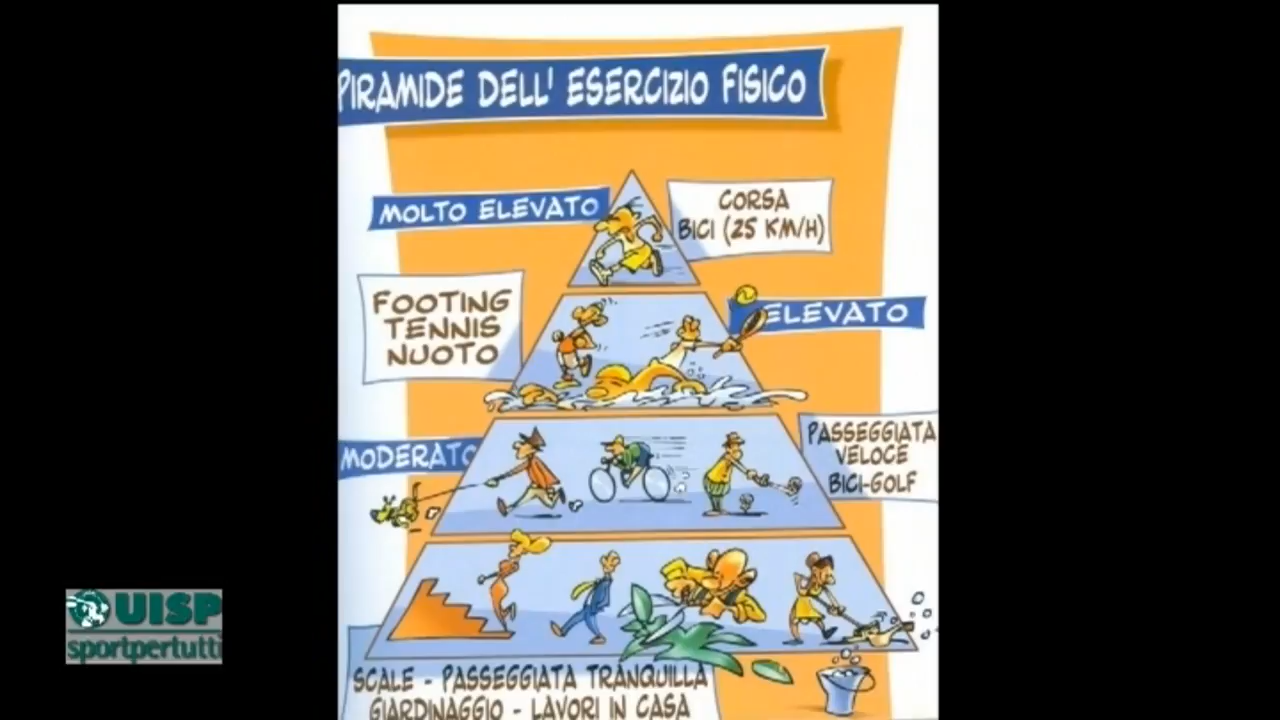 PIRAMIDE DELL' ESERCIZIO FISICO
MOLTO ELEVATO
CORSA
BICI (25 KM/H)
FOOTING
TENNIS
NUOTO
ELEVATO
MODERATO
PASSEGGIATA
VELOCE
BICI-GOLF
SCALE - PASSEGGIATA TRANQUILLA
GIARDINAGGIO - LAVORI IN CASA
UISP
sportpertutti